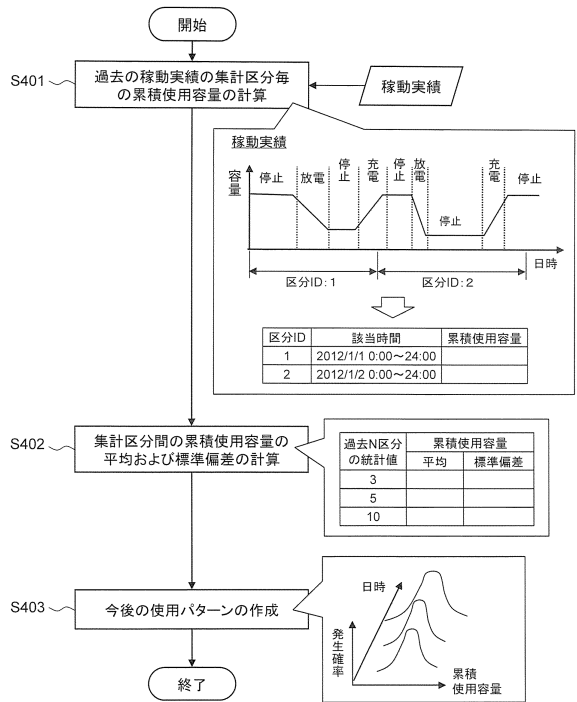 開始
S401
過去の稼動実績の集計区分毎
の累積使用容量の計算
稼動実績
稼動実績
容量
停止
放電
停止
充電
停止
放電
停止
充電
停止
日時
区分ID：1
区分ID：2
区分ID 該当時間 累積使用容量
1 2012/1/1 0:00～24:00
2 2012/1/2 0:00～24:00
S402
集計区分間の累積使用容量の
平均および標準偏差の計算
過去N区分
の統計値
累積使用容量
平均 標準偏差
3
5
10
S403
今後の使用パターンの作成
日時
発生確率
累積
使用容量
終了